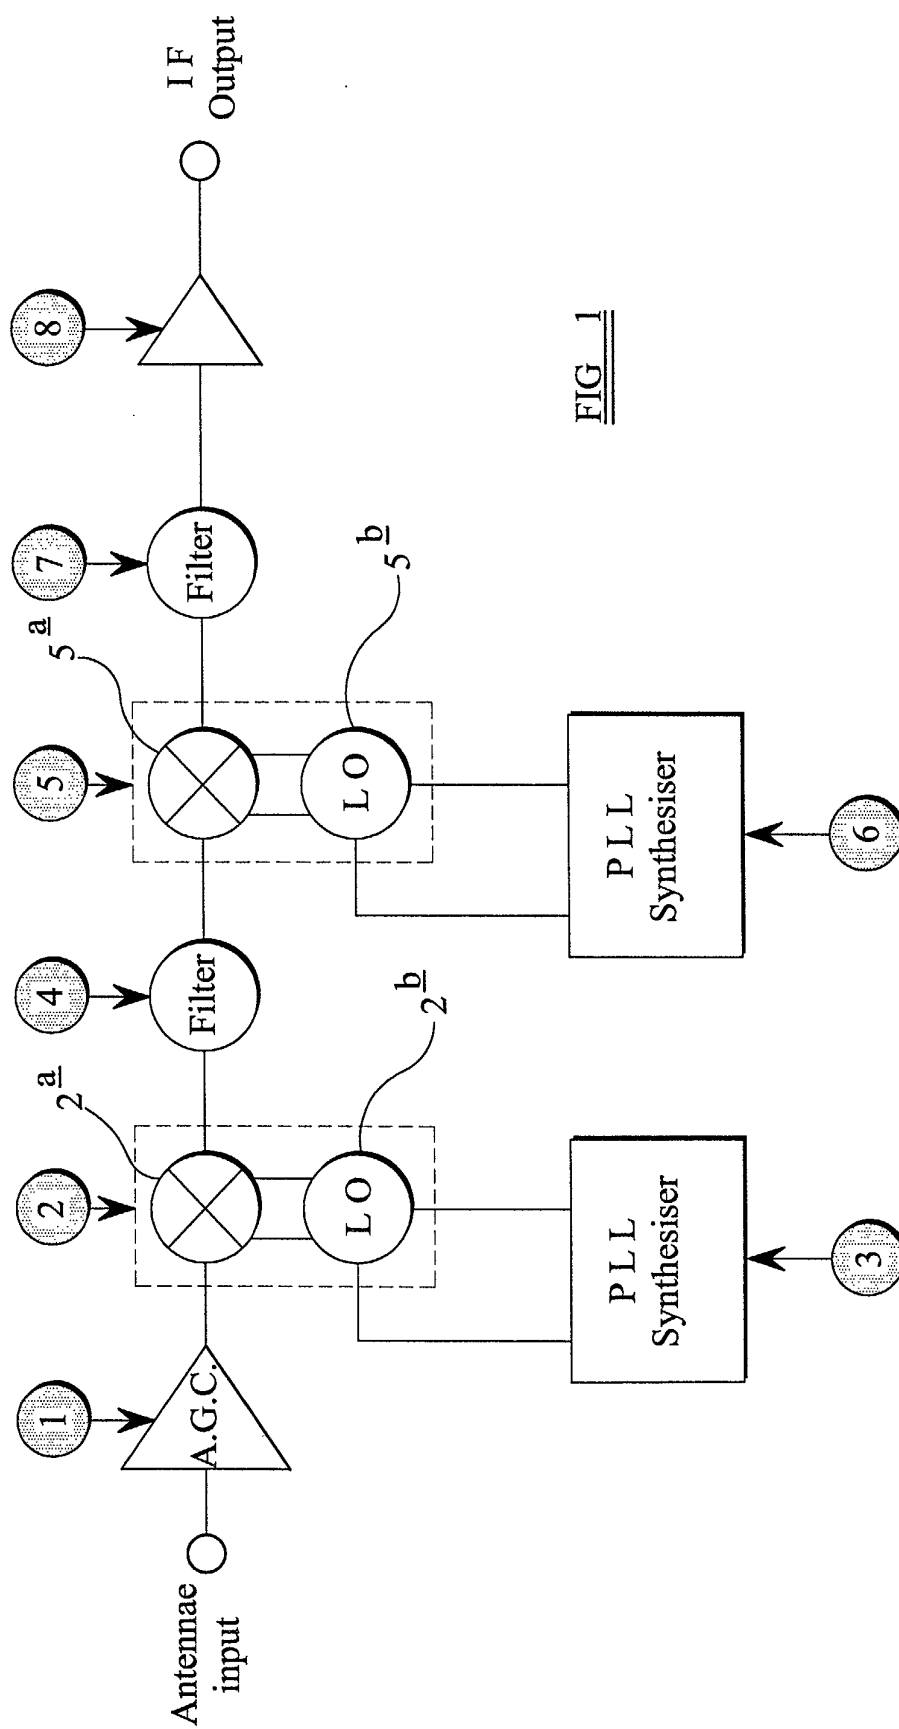 1
2
2a
4
5
5a
7
8
Antennae
input
A.G.C.
Filter
Filter
I F
Output
L O
2b
L O
5b
P L L
Synthesiser
P L L
Synthesiser
3
6
FIG 1